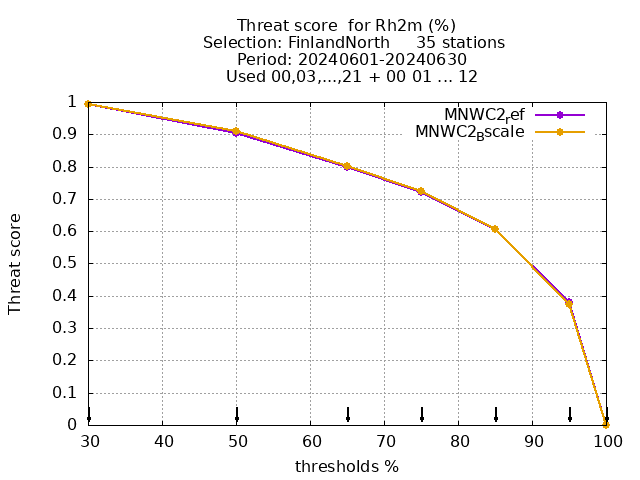 Threat score for Rh2m (%)
Selection: FinlandNorth 35 stations
Period: 20240601-20240630
Used 00,03,...,21 + 00 01 ... 12
MNWC2ref
MNWC2Bscale
1
0.9
0.8
0.7
0.6
0.5
0.4
0.3
0.2
0.1
0
Threat score
30 40 50 60 70 80 90 100
thresholds %